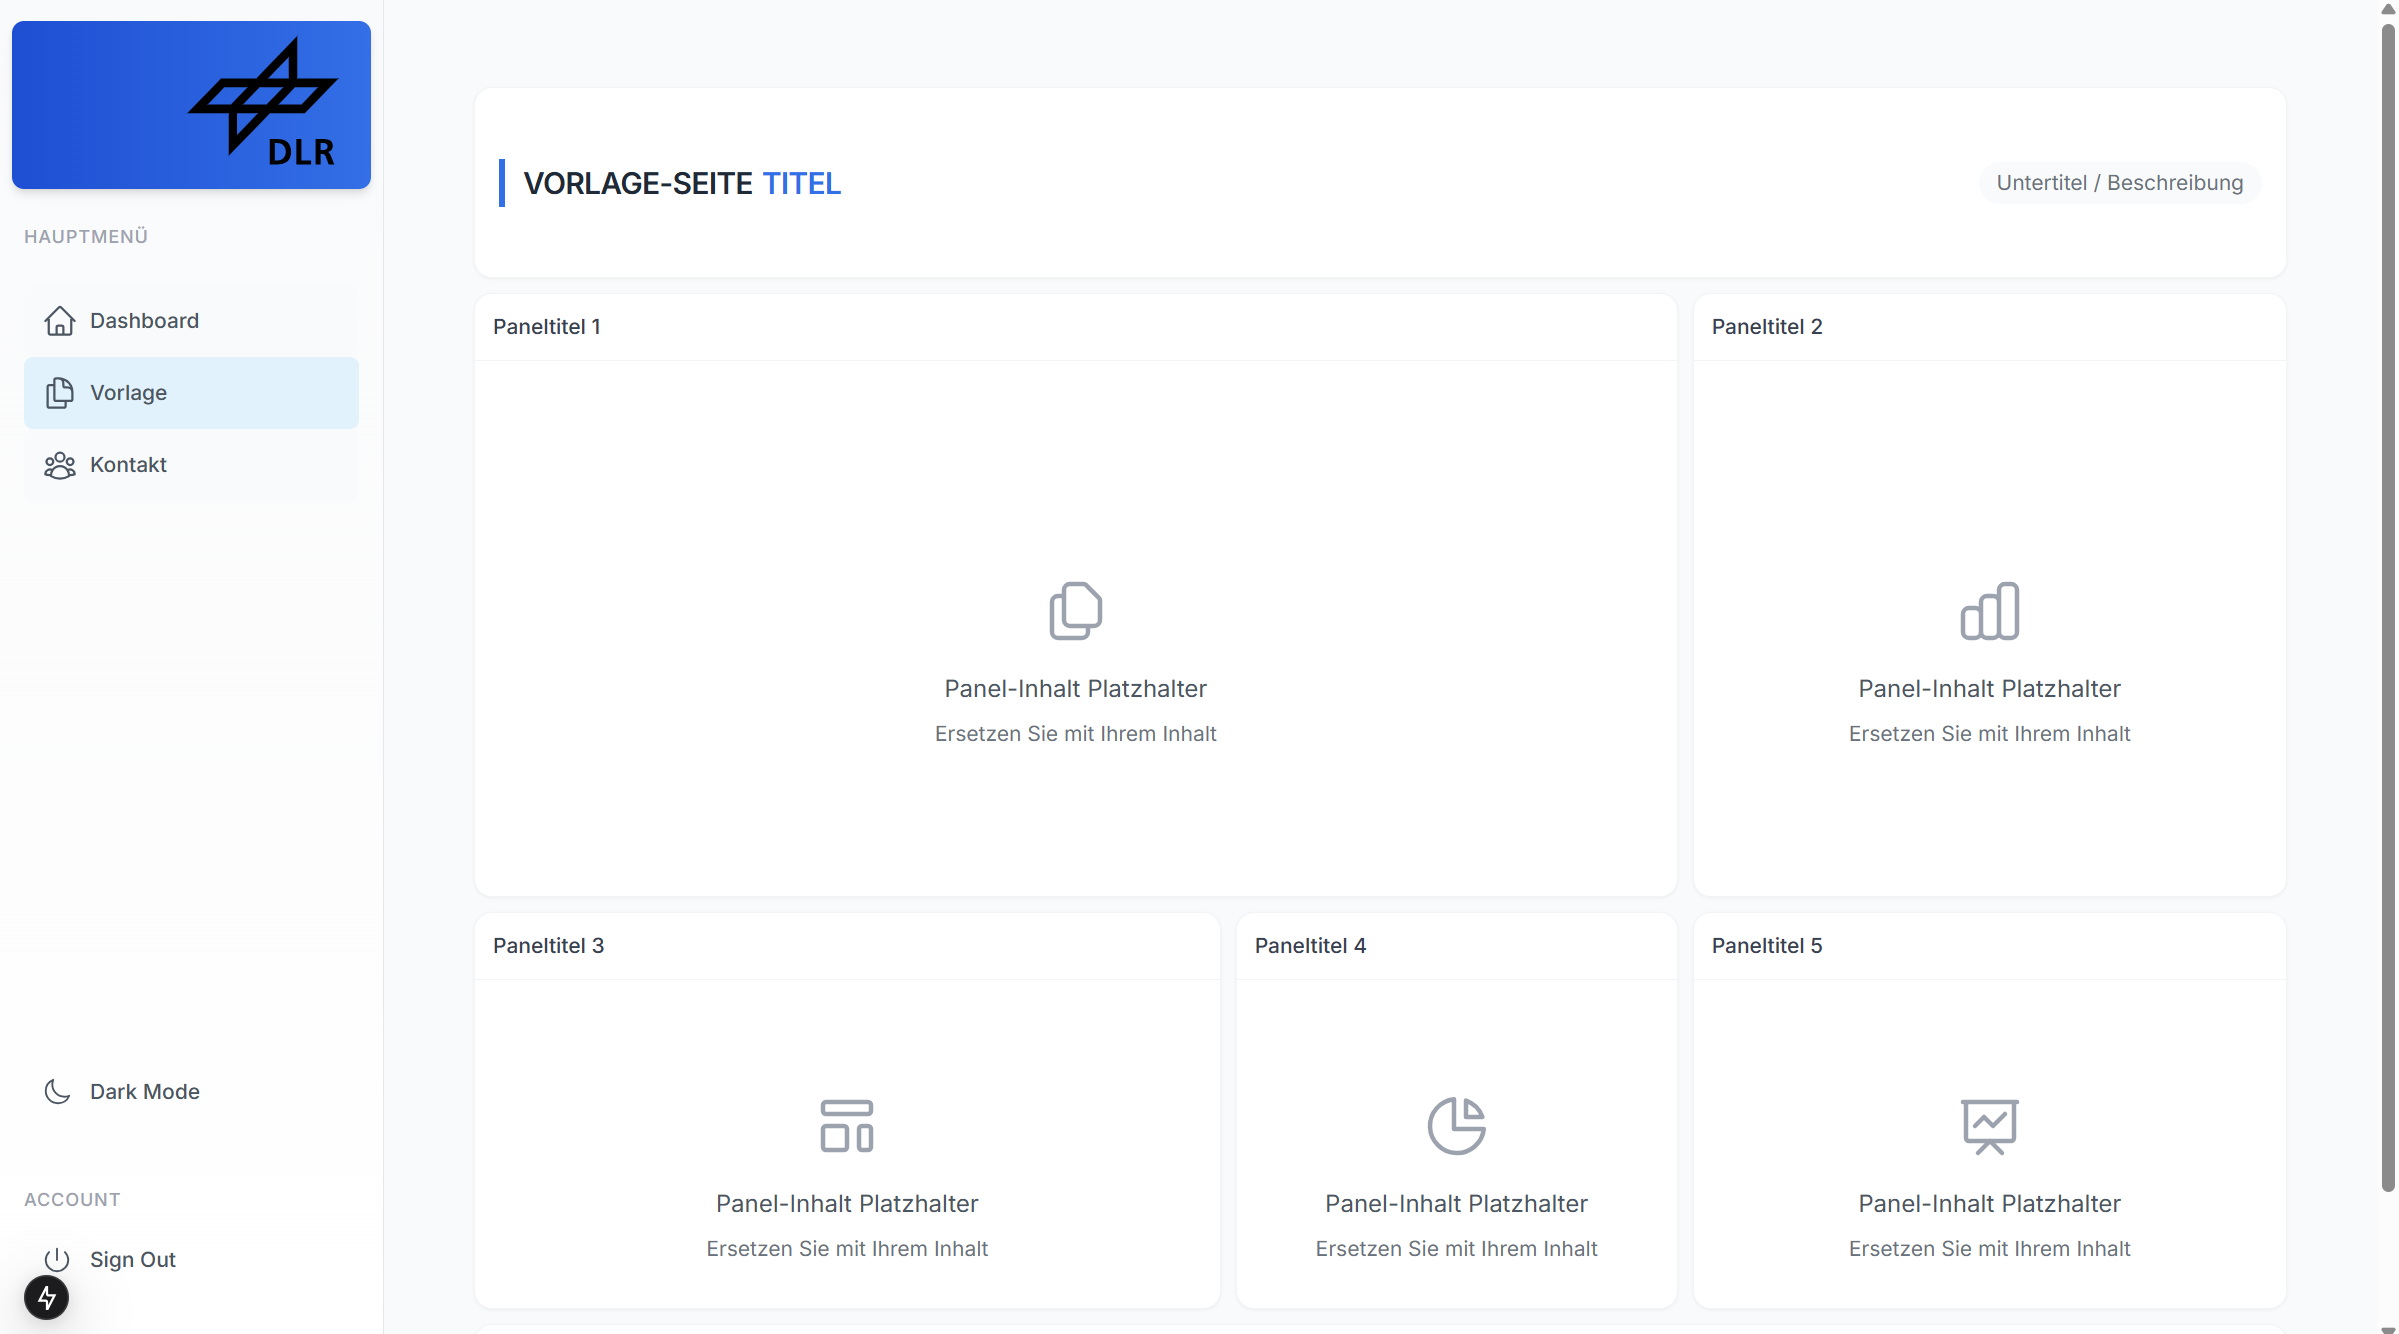 DLR
HAUPTMENÜ
Dashboard
Vorlage
Kontakt
Dark Mode
ACCOUNT
Sign Out
VORLAGE-SEITE TITEL
Untertitel / Beschreibung
Paneltitel 1
Panel-Inhalt Platzhalter
Ersetzen Sie mit Ihrem Inhalt
Paneltitel 2
Panel-Inhalt Platzhalter
Ersetzen Sie mit Ihrem Inhalt
Paneltitel 3
Panel-Inhalt Platzhalter
Ersetzen Sie mit Ihrem Inhalt
Paneltitel 4
Panel-Inhalt Platzhalter
Ersetzen Sie mit Ihrem Inhalt
Paneltitel 5
Panel-Inhalt Platzhalter
Ersetzen Sie mit Ihrem Inhalt